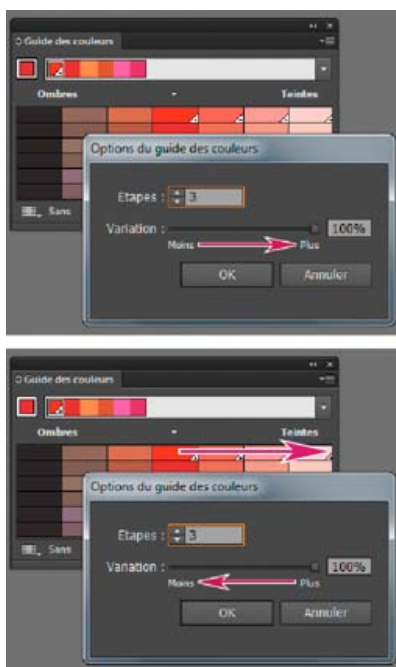 Guide des couleurs
Ombres - Teintes
Options du guide des couleurs
Etapes : 3
Variation : 100%
Moins Plus
Sans
OK Annuler
Guide des couleurs
Ombres - Teintes
Options du guide des couleurs
Etapes : 3
Variation : 100%
Moins Plus
Sans
OK Annuler